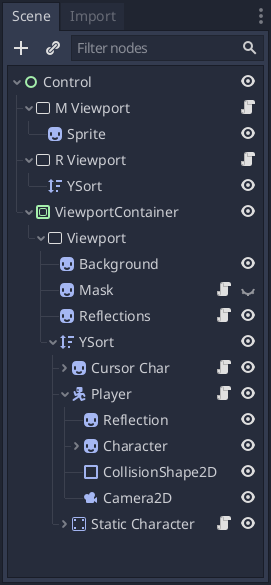 Scene Import
Filter nodes
Control
M Viewport
Sprite
R Viewport
YSort
ViewportContainer
Viewport
Background
Mask
Reflections
YSort
Cursor Char
Player
Reflection
Character
CollisionShape2D
Camera2D
Static Character